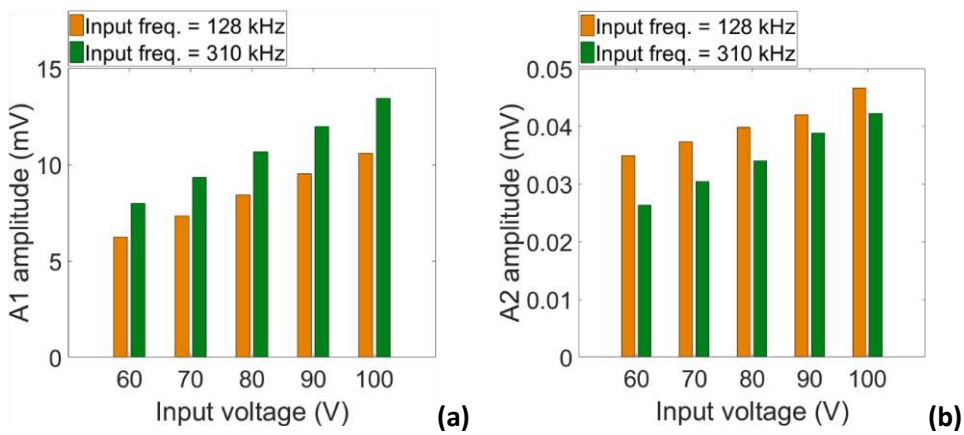 Input freq. = 128 kHz
Input freq. = 310 kHz
15
10
5
0
A1 amplitude (mV)
60 70 80 90 100
Input voltage (V)
(a)
Input freq. = 128 kHz
Input freq. = 310 kHz
0.05
0.04
0.03
0.02
0.01
0
A2 amplitude (mV)
60 70 80 90 100
Input voltage (V)
(b)